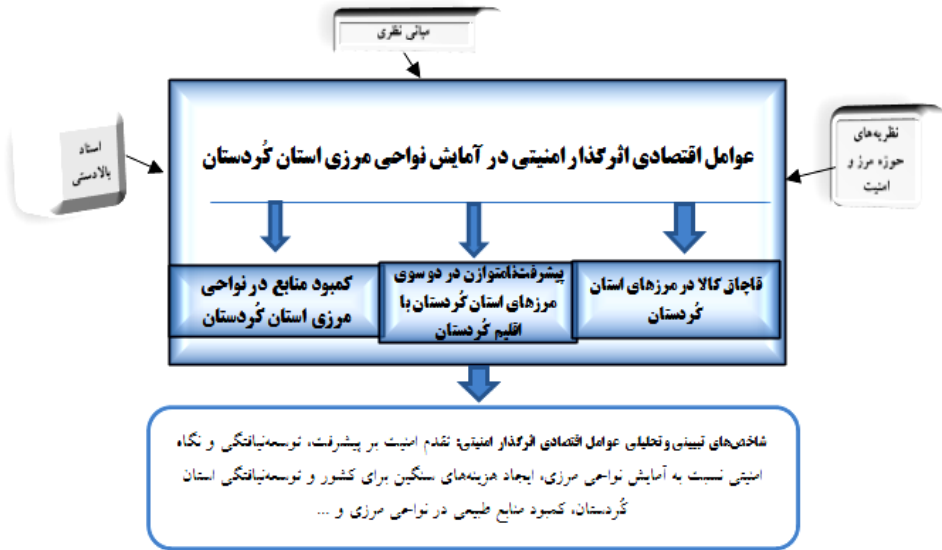 مبانی نظری
نظریه‌های
حوزه مرز و
امنیت
اسناد
بالادستی
عوامل اقتصادی اثرگذار امنیتی در آمایش نواحی مرزی استان کُردستان
قاچاق کالا در مرزهای استان
کُردستان
پیشرفت‌نامتوازن در دو سوی
مرزهای استان کُردستان با
اقلیم کُردستان
کمبود منابع در نواحی
مرزی استان کُردستان
شاخص‌های تبیینی و تحلیلی عوامل اقتصادی اثرگذار امنیتی: تقدم امنیت بر پیشرفت، توسعه‌نیافتگی و نگاه
امنیتی نسبت به آمایش نواحی مرزی، ایجاد هزینه‌های سنگین برای کشور و توسعه‌نیافتگی استان
کُردستان، کمبود منابع طبیعی در نواحی مرزی و ...